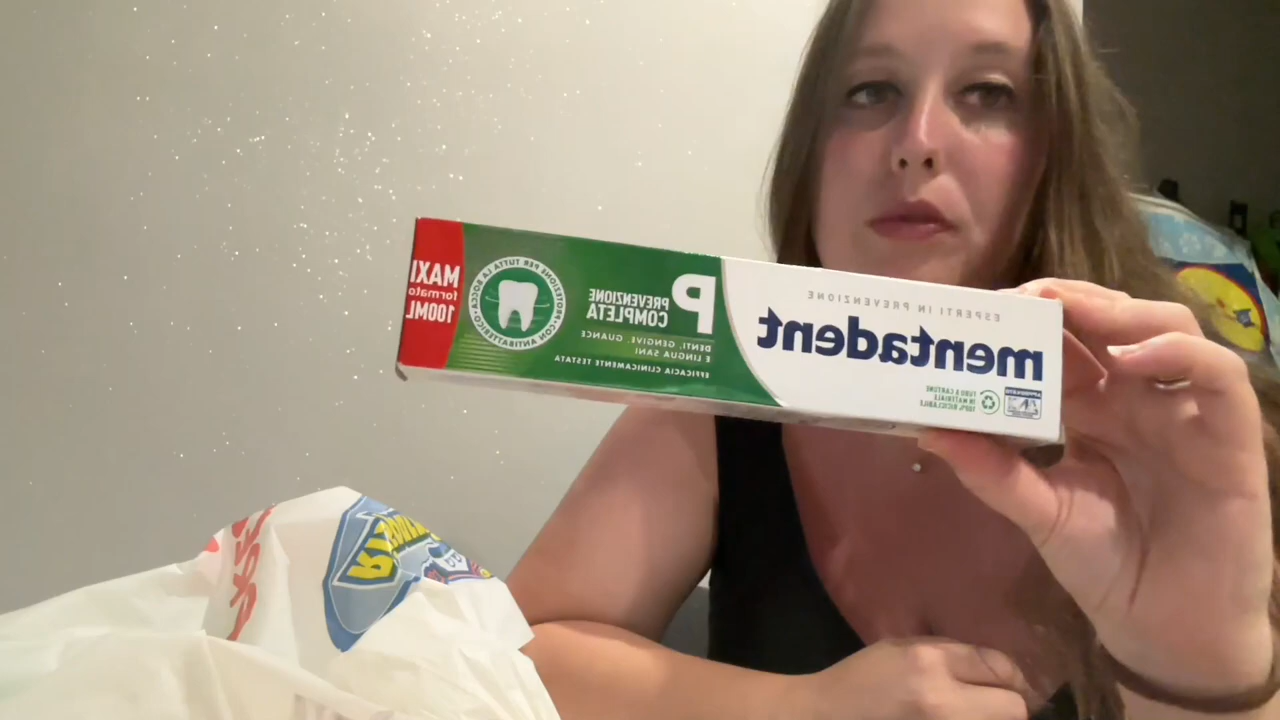 MAXI
formato
100ML
PROTEZIONE PER TUTTA LA BOCCA
CON ANTIBATTERICO
P
PREVENZIONE
COMPLETA
DENTI, GENGIVE, GUANCE
E LINGUA SANI
EFFICACIA CLINICAMENTE TESTATA
ESPERTI IN PREVENZIONE
mentadent
TUBO & CARTONE
IN MATERIALE
100% RICICLABILE